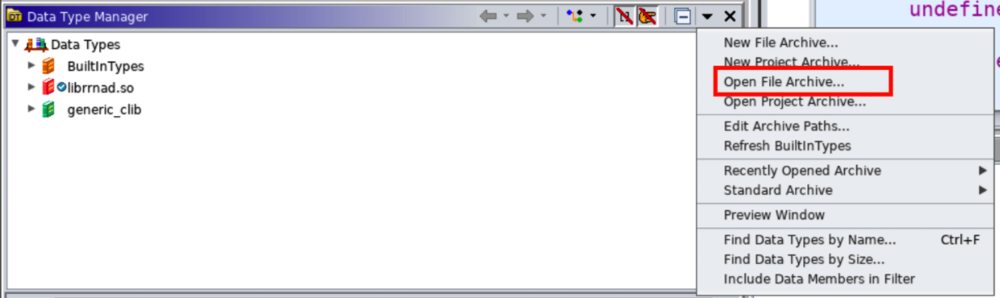 Data Type Manager
undefine
Data Types
BuiltInTypes
librrnad.so
generic_clib
New File Archive...
New Project Archive...
Open File Archive...
Open Project Archive...
Edit Archive Paths...
Refresh BuiltInTypes
Recently Opened Archive
Standard Archive
Preview Window
Find Data Types by Name... Ctrl+F
Find Data Types by Size...
Include Data Members in Filter